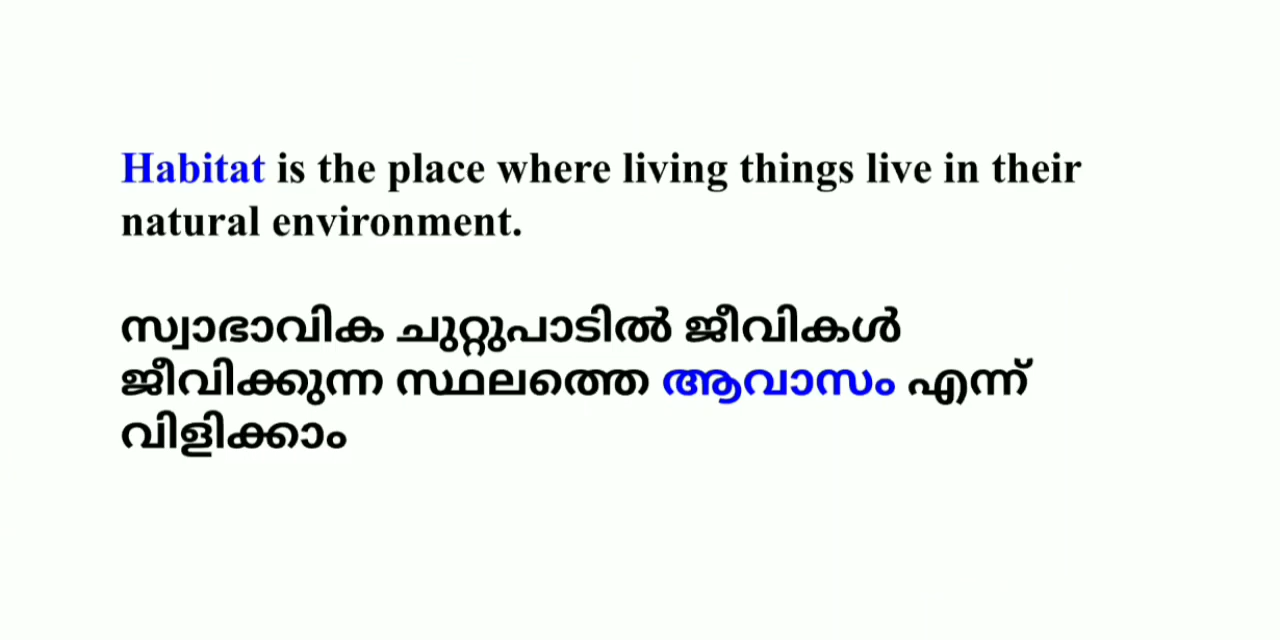 Habitat is the place where living things live in their
natural environment.
സ്വാഭാവിക ചുറ്റുപാടിൽ ജീവികൾ
ജീവിക്കുന്ന സ്ഥലത്തെ ആവാസം എന്ന്
വിളിക്കാം